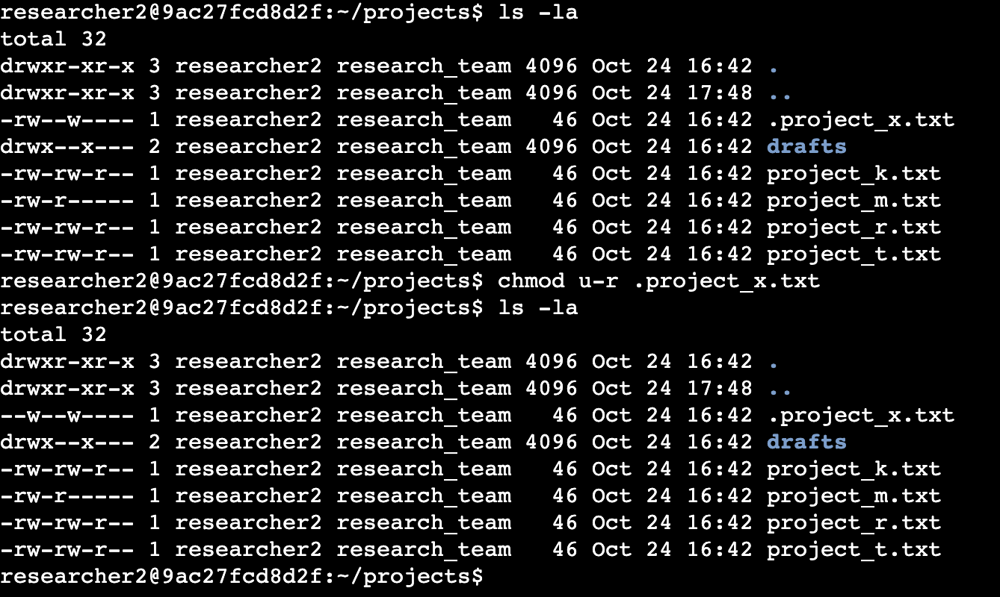 researcher2@9ac27fcd8d2f:~/projects$ ls -la
total 32
drwxr-xr-x 3 researcher2 research_team 4096 Oct 24 16:42 .
drwxr-xr-x 3 researcher2 research_team 4096 Oct 24 17:48 ..
-rw--w---- 1 researcher2 research_team   46 Oct 24 16:42 .project_x.txt
drwx--x--- 2 researcher2 research_team 4096 Oct 24 16:42 drafts
-rw-rw-r-- 1 researcher2 research_team   46 Oct 24 16:42 project_k.txt
-rw-r----- 1 researcher2 research_team   46 Oct 24 16:42 project_m.txt
-rw-rw-r-- 1 researcher2 research_team   46 Oct 24 16:42 project_r.txt
-rw-rw-r-- 1 researcher2 research_team   46 Oct 24 16:42 project_t.txt
researcher2@9ac27fcd8d2f:~/projects$ chmod u-r .project_x.txt
researcher2@9ac27fcd8d2f:~/projects$ ls -la
total 32
drwxr-xr-x 3 researcher2 research_team 4096 Oct 24 16:42 .
drwxr-xr-x 3 researcher2 research_team 4096 Oct 24 17:48 ..
--w--w---- 1 researcher2 research_team   46 Oct 24 16:42 .project_x.txt
drwx--x--- 2 researcher2 research_team 4096 Oct 24 16:42 drafts
-rw-rw-r-- 1 researcher2 research_team   46 Oct 24 16:42 project_k.txt
-rw-r----- 1 researcher2 research_team   46 Oct 24 16:42 project_m.txt
-rw-rw-r-- 1 researcher2 research_team   46 Oct 24 16:42 project_r.txt
-rw-rw-r-- 1 researcher2 research_team   46 Oct 24 16:42 project_t.txt
researcher2@9ac27fcd8d2f:~/projects$